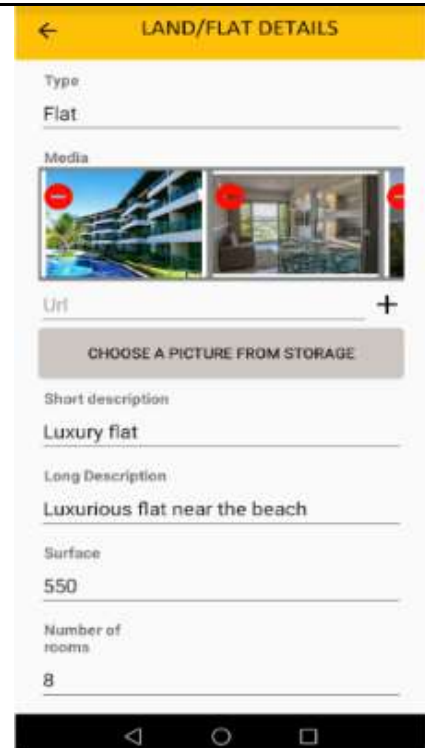 LAND/FLAT DETAILS
Type
Flat
Media
Url
CHOOSE A PICTURE FROM STORAGE
Short description
Luxury flat
Long Description
Luxurious flat near the beach
Surface
550
Number of
rooms
8